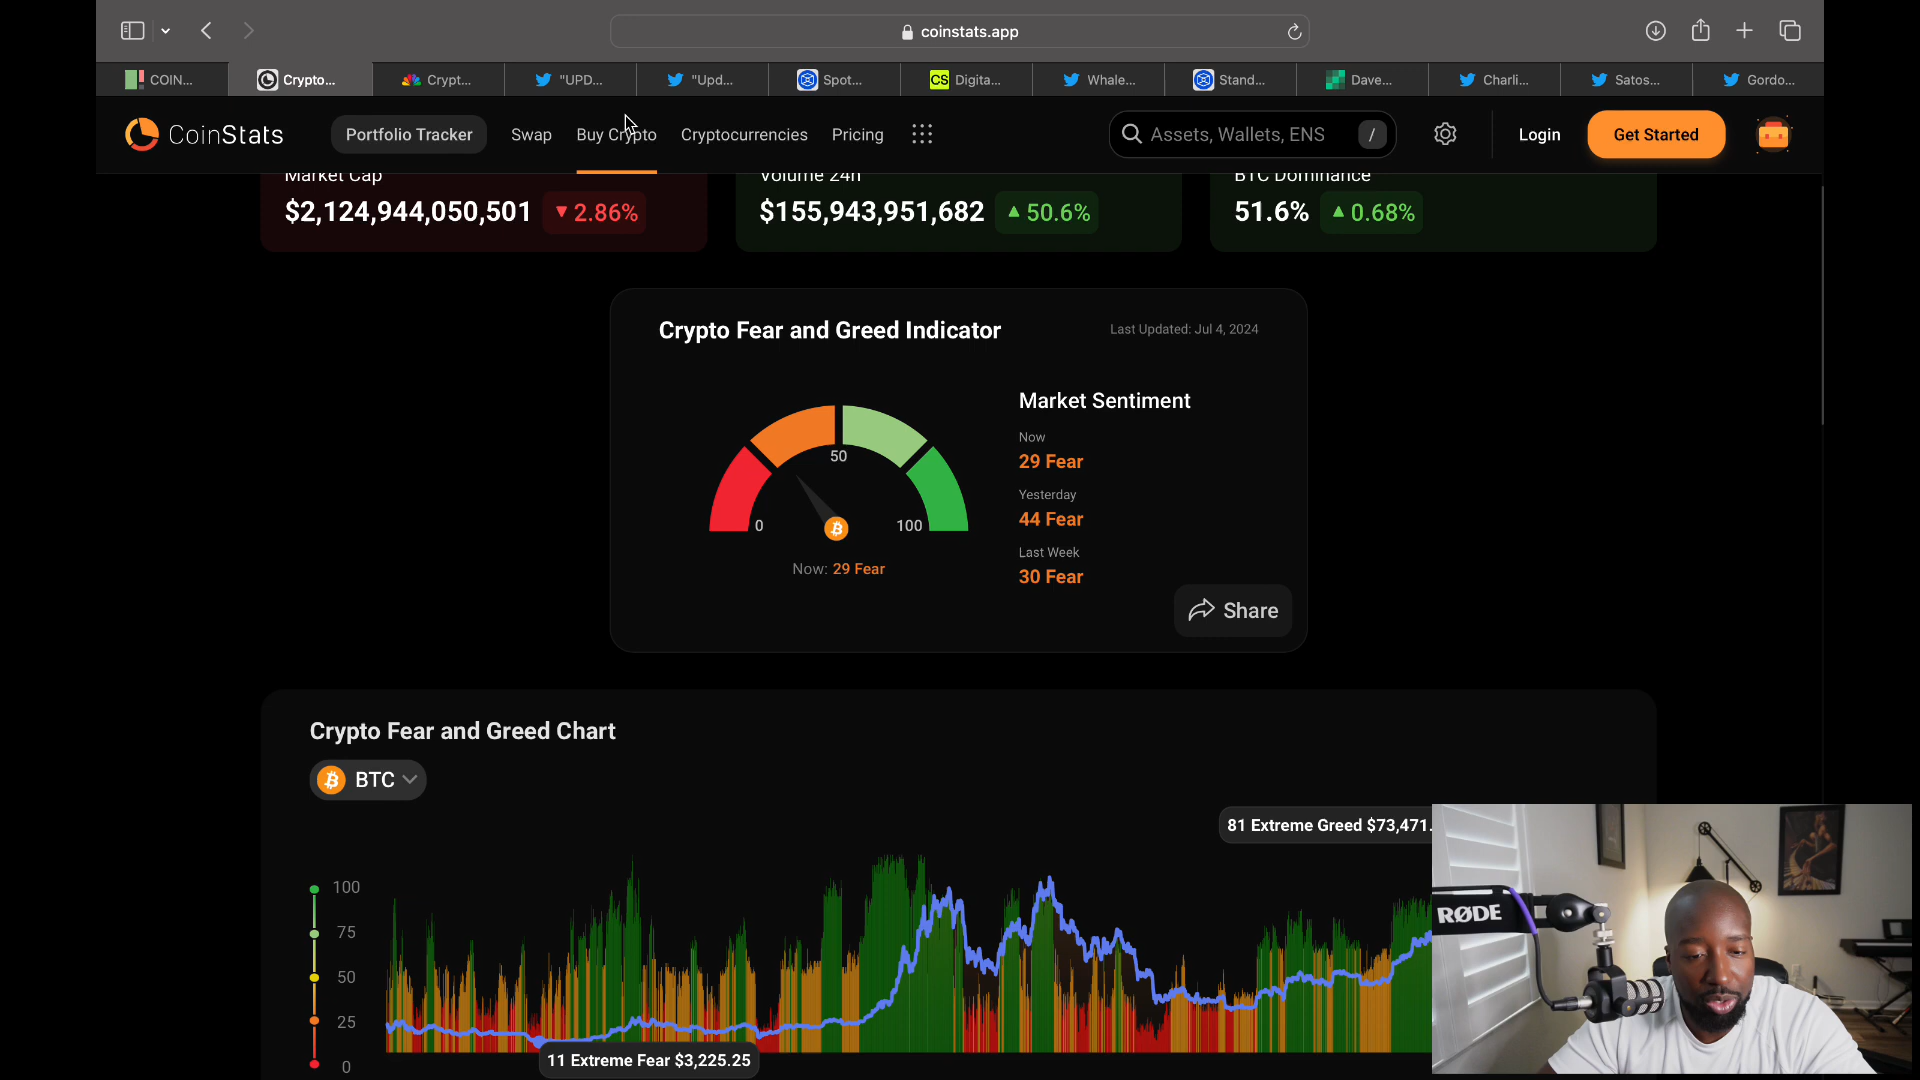 coinstats.app
COIN...
Crypto...
Crypt...
"UPD...
"Upd...
Spot...
CS Digita...
Whale...
Stand...
Dave...
Charli...
Satos...
Gordo...
CoinStats
Portfolio Tracker
Swap
Buy Crypto
Cryptocurrencies
Pricing
Assets, Wallets, ENS /
Login
Get Started
Market Cap
Volume 24h
BTC Dominance
$2,124,944,050,501 ▼ 2.86%
$155,943,951,682 ▲ 50.6%
51.6% ▲ 0.68%
Crypto Fear and Greed Indicator
Last Updated: Jul 4, 2024
50
0
100
Now: 29 Fear
Market Sentiment
Now
29 Fear
Yesterday
44 Fear
Last Week
30 Fear
Share
Crypto Fear and Greed Chart
BTC
81 Extreme Greed $73,471.
100
75
50
25
0
11 Extreme Fear $3,225.25
RØDE